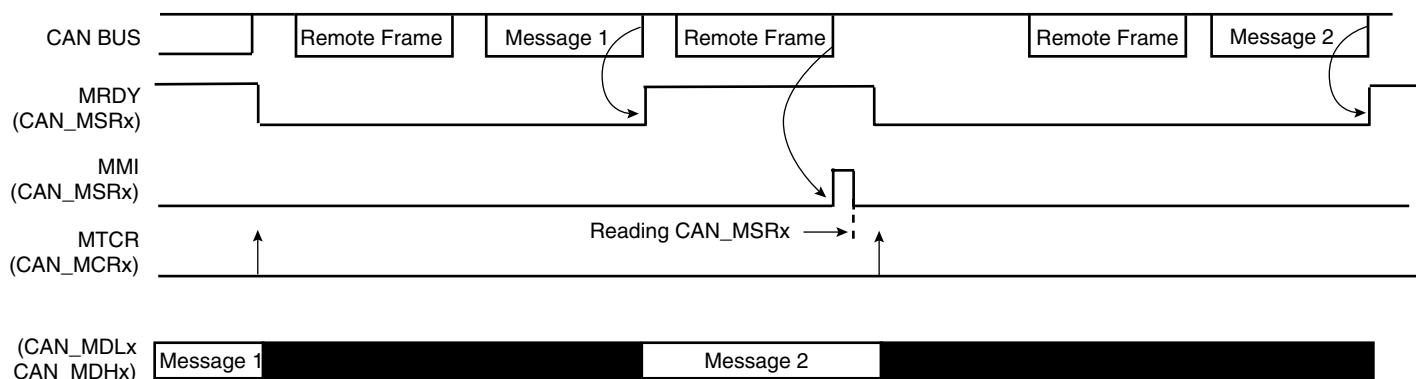 CAN BUS
Remote Frame Message 1 Remote Frame Remote Frame Message 2
MRDY
(CAN_MSRx)
MMI
(CAN_MSRx)
Reading CAN_MSRx
MTCR
(CAN_MCRx)
(CAN_MDLx
CAN_MDHx)
Message 1 Message 2